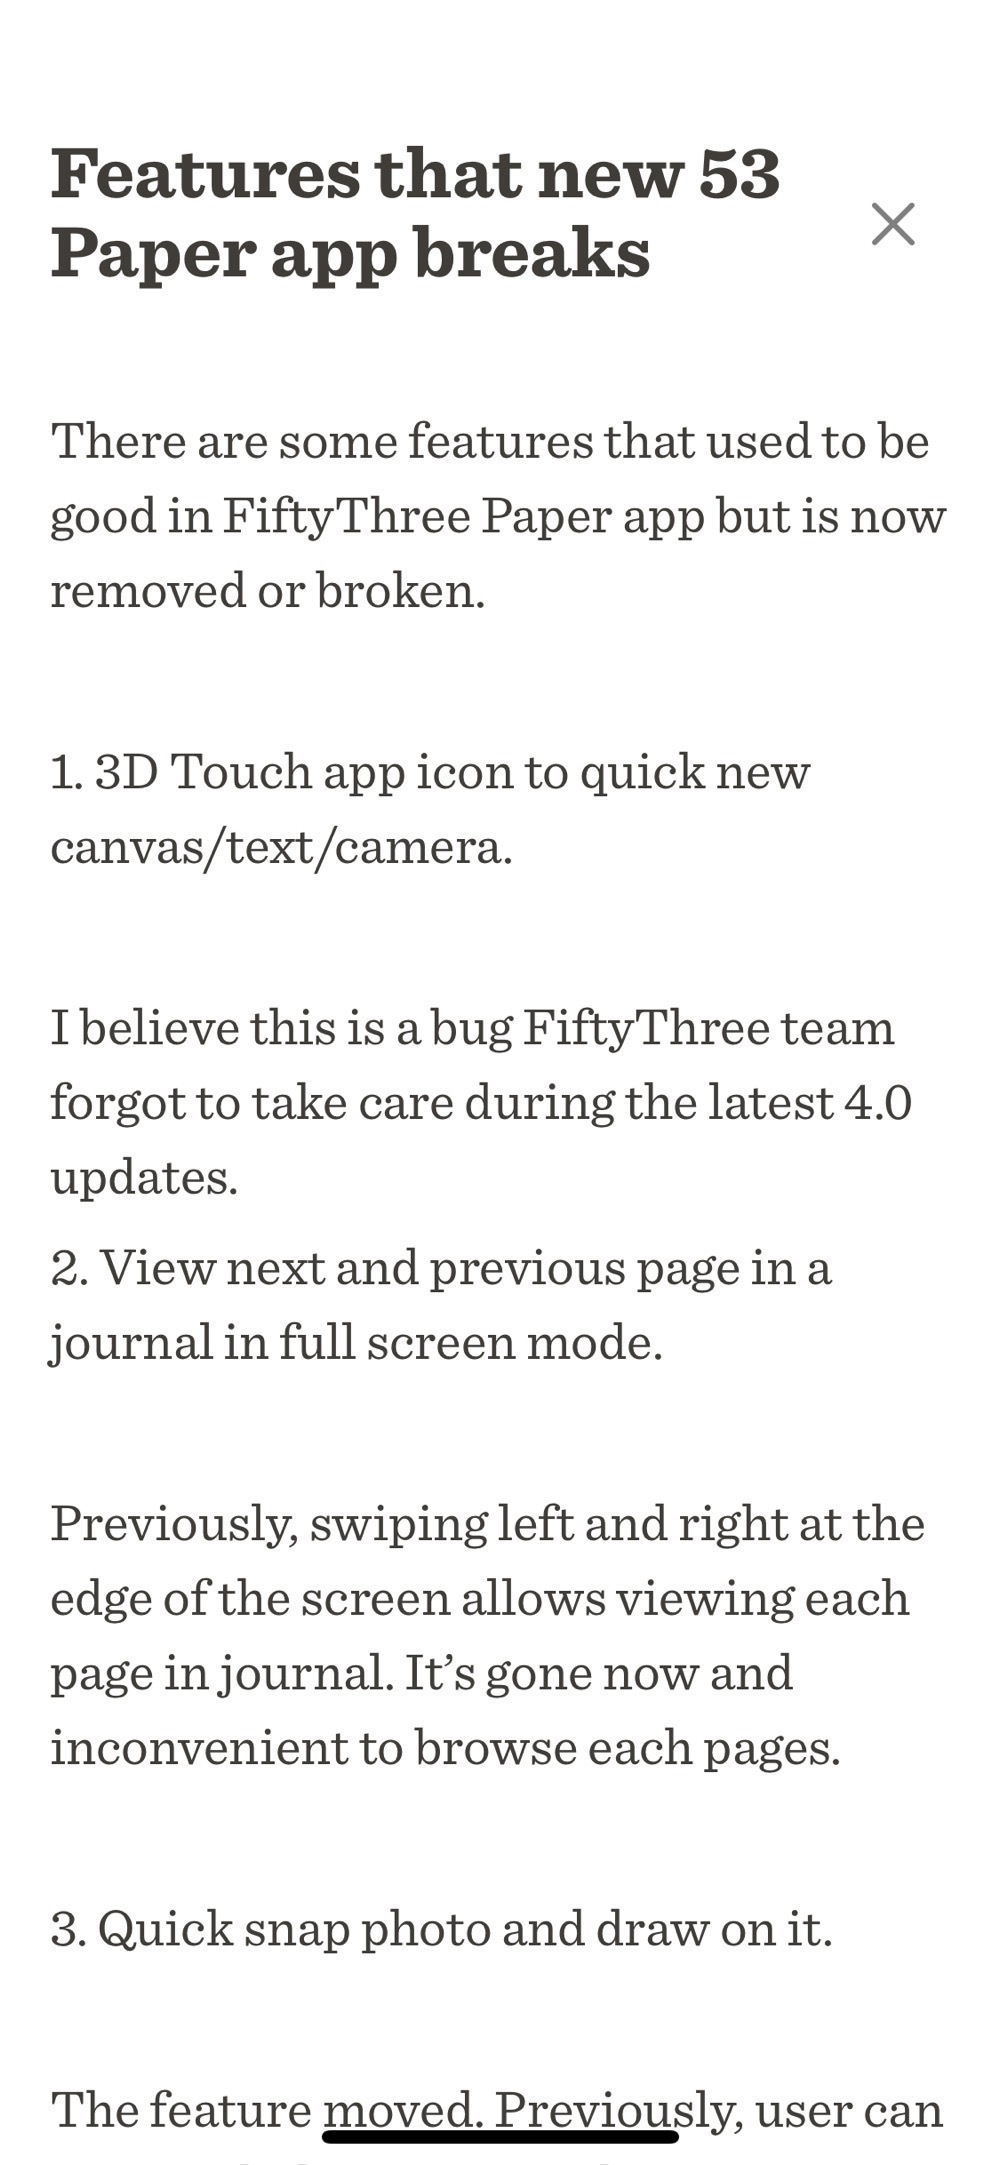 Features that new 53
Paper app breaks
There are some features that used to be
good in FiftyThree Paper app but is now
removed or broken.
1. 3D Touch app icon to quick new
canvas/text/camera.
I believe this is a bug FiftyThree team
forgot to take care during the latest 4.0
updates.
2. View next and previous page in a
journal in full screen mode.
Previously, swiping left and right at the
edge of the screen allows viewing each
page in journal. It’s gone now and
inconvenient to browse each pages.
3. Quick snap photo and draw on it.
The feature moved. Previously, user can